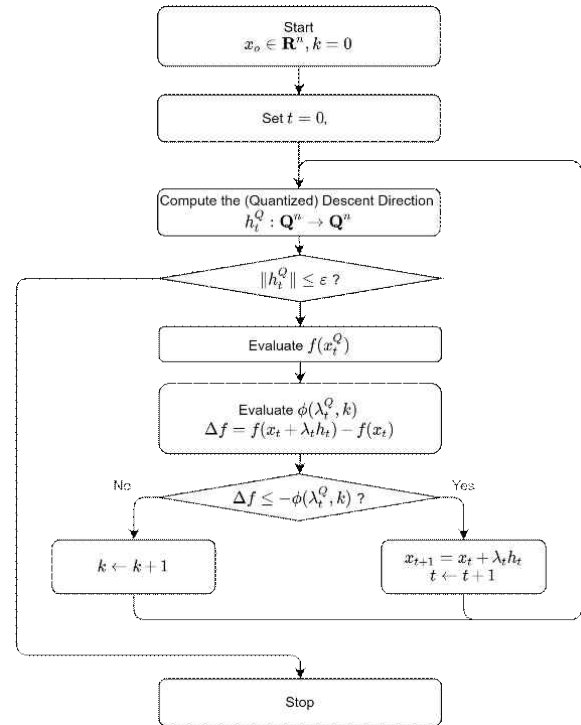 Start
$x_o \in \mathbf{R}^n, k = 0$
Set $t = 0$,
Compute the (Quantized) Descent Direction
$h_t^Q : \mathbf{Q}^n \rightarrow \mathbf{Q}^n$
$\|h_t^Q\| \leq \varepsilon$ ?
Evaluate $f(x_t^Q)$
Evaluate $\phi(\lambda_t^Q, k)$
$\Delta f = f(x_t + \lambda_t h_t) - f(x_t)$
No
Yes
$\Delta f \leq -\phi(\lambda_t^Q, k)$ ?
$k \leftarrow k + 1$
$x_{t+1} = x_t + \lambda_t h_t$
$t \leftarrow t + 1$
Stop